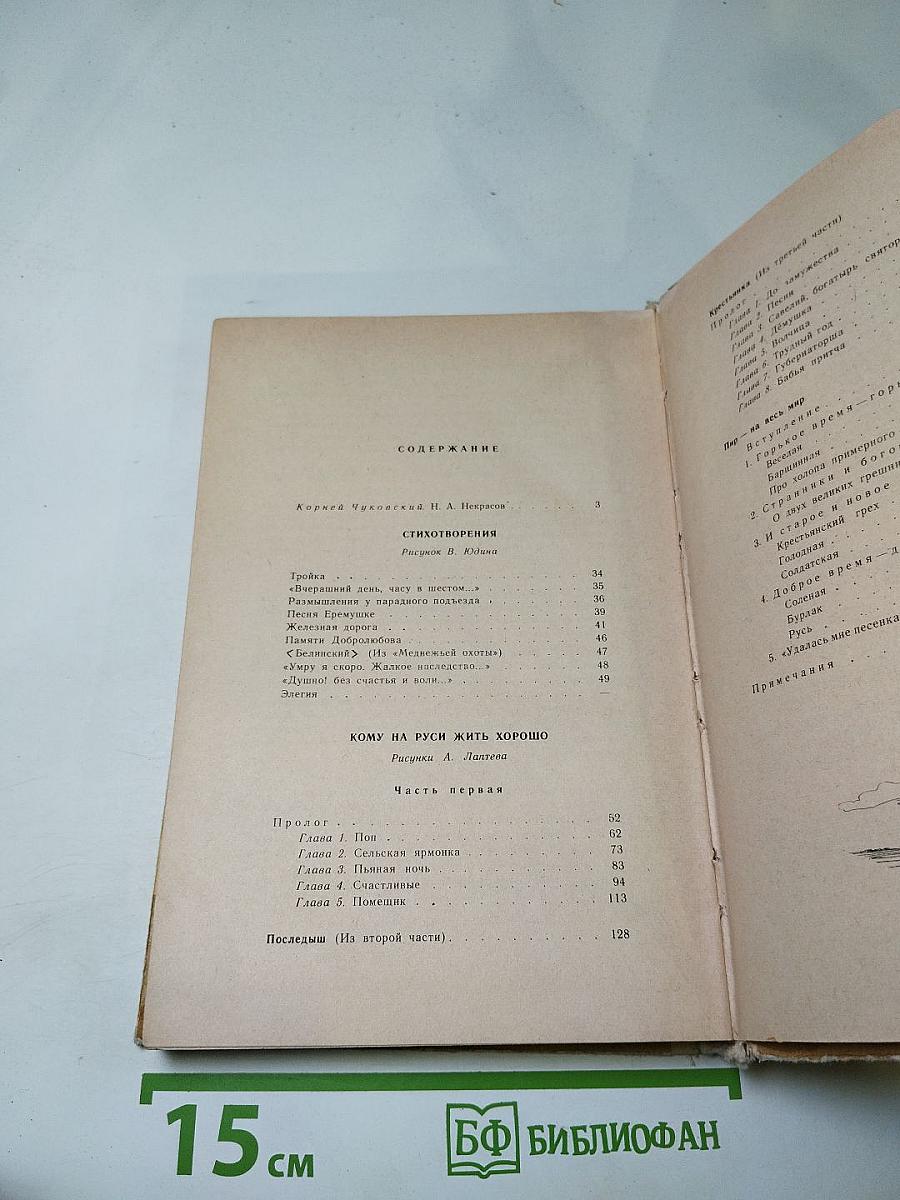 СОДЕРЖАНИЕ
Корней Чуковский. Н. А. Некрасов . . . . . . 3
СТИХОТВОРЕНИЯ
Рисунок В. Юдина
Тройка . . . . . . . . . . . . . . . . . 34
«Вчерашний день, часу в шестом...» . . . . . . . 35
Размышления у парадного подъезда . . . . . . . 36
Песня Еремушке . . . . . . . . . . . . . 39
Железная дорога . . . . . . . . . . . . . 41
Памяти Добролюбова . . . . . . . . . . . . 46
<Белинский> (Из «Медвежьей охоты») . . . . . . 47
«Умру я скоро. Жалкое наследство...» . . . . . . . 48
«Душно! без счастья и воли...» . . . . . . . . . 49
Элегия . . . . . . . . . . . . . . . . . —
КОМУ НА РУСИ ЖИТЬ ХОРОШО
Рисунки А. Лаптева
Часть первая
Пролог . . . . . . . . . . . . . . . 52
Глава 1. Поп . . . . . . . . . . . . . 62
Глава 2. Сельская ярмонка . . . . . . . . 73
Глава 3. Пьяная ночь . . . . . . . . . . 83
Глава 4. Счастливые . . . . . . . . . . 94
Глава 5. Помещик . . . . . . . . . . . 113
Последыш (Из второй части) . . . . . . . . . 128
Крестьянка (Из третьей части)
Пролог . . .
Глава 1. До замужества . . .
Глава 2. Песни . . .
Глава 3. Савелий, богатырь святор
Глава 4. Дёмушка . . .
Глава 5. Волчица . . .
Глава 6. Трудный год . . .
Глава 7. Губернаторша . . .
Глава 8. Бабья притча . . .
Пир — на весь мир
Вступление . . .
1. Горькое время — горь
Веселая . . .
Барщинная . . .
Про холопа примерного
2. Странники и бого
О двух великих грешни
3. И старое и новое
Крестьянский грех
Голодная . . .
Солдатская . . .
4. Доброе время — д
Соленая . . .
Бурлак . . .
Русь . . .
5. «Удалась мне песенка
Примечания . . .
15 см
БФ БИБЛИОФАН